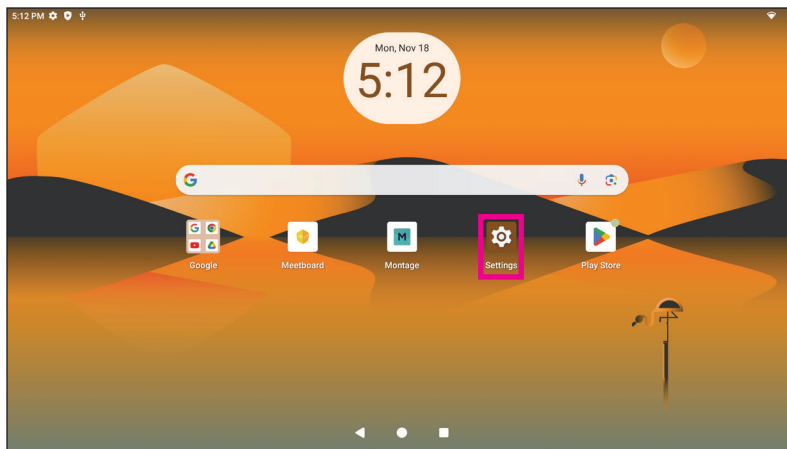 5:12 PM
Mon, Nov 18
5:12
G
M
Google
Meetboard
Montage
Settings
Play Store